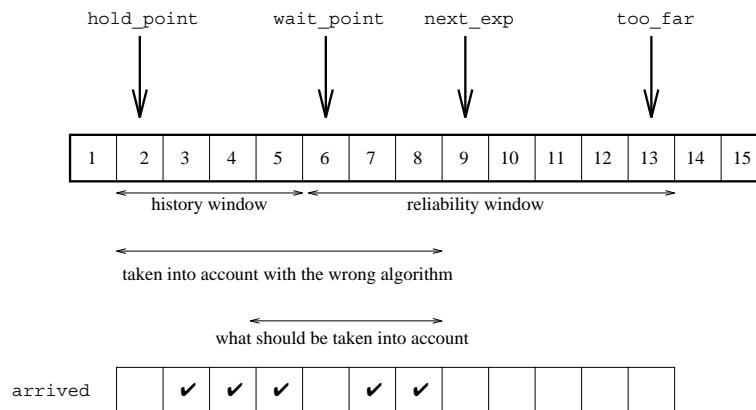 hold_point wait_point next_exp too_far
1 2 3 4 5 6 7 8 9 10 11 12 13 14 15
history window reliability window
taken into account with the wrong algorithm
what should be taken into account
arrived ✔ ✔ ✔ ✔ ✔